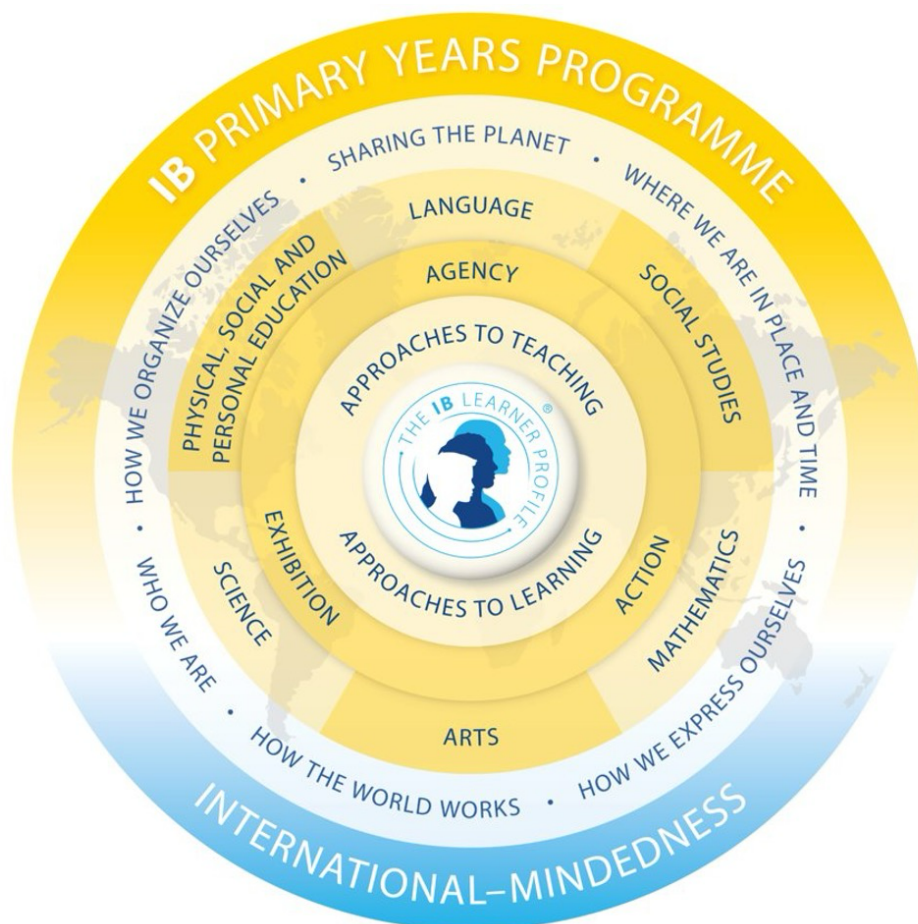 IB PRIMARY YEARS PROGRAMME
SHARING THE PLANET
•
WHERE WE ARE IN PLACE AND TIME
•
HOW WE EXPRESS OURSELVES
•
HOW THE WORLD WORKS
•
WHO WE ARE
•
HOW WE ORGANIZE OURSELVES
•
LANGUAGE
SOCIAL STUDIES
MATHEMATICS
ARTS
SCIENCE
PHYSICAL, SOCIAL AND
PERSONAL EDUCATION
AGENCY
ACTION
EXHIBITION
APPROACHES TO TEACHING
APPROACHES TO LEARNING
THE IB LEARNER PROFILE®
INTERNATIONAL–MINDEDNESS